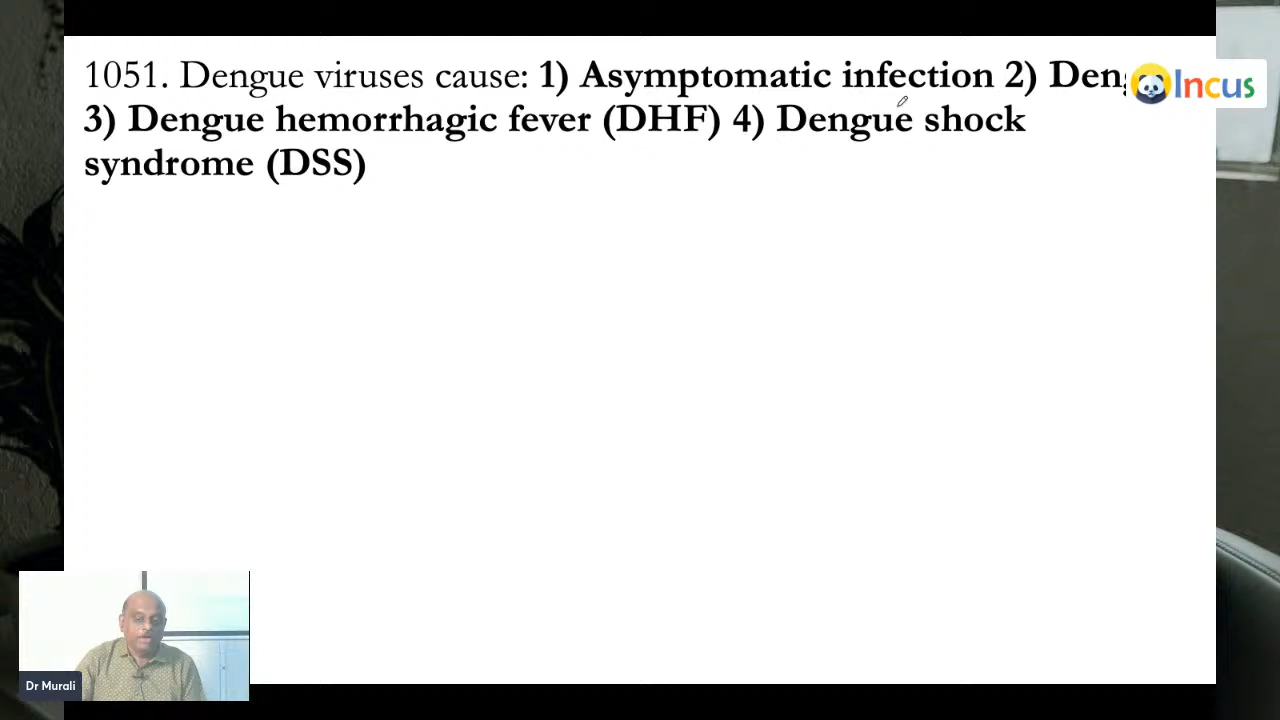 1051. Dengue viruses cause: 1) Asymptomatic infection 2)
3) Dengue hemorrhagic fever (DHF) 4) Dengue shock
syndrome (DSS)
Incus
Dr Murali